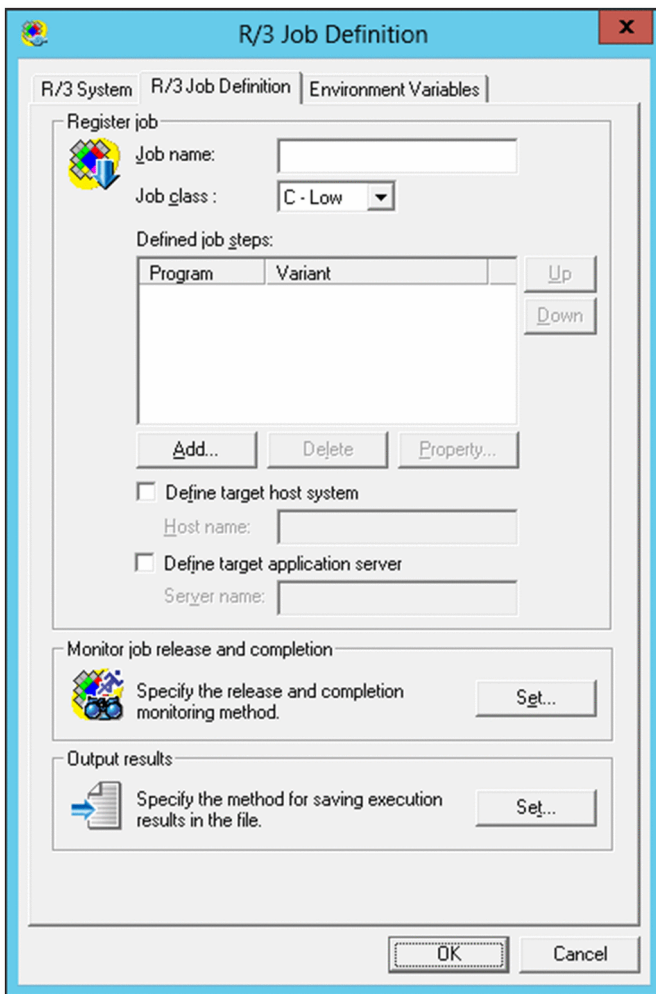 R/3 Job Definition
x
R/3 System
R/3 Job Definition
Environment Variables
Register job
Job name:
Job class :
C - Low
Defined job steps:
Program
Variant
Up
Down
Add...
Delete
Property...
Define target host system
Host name:
Define target application server
Server name:
Monitor job release and completion
Specify the release and completion
monitoring method.
Set...
Output results
Specify the method for saving execution
results in the file.
Set...
OK
Cancel